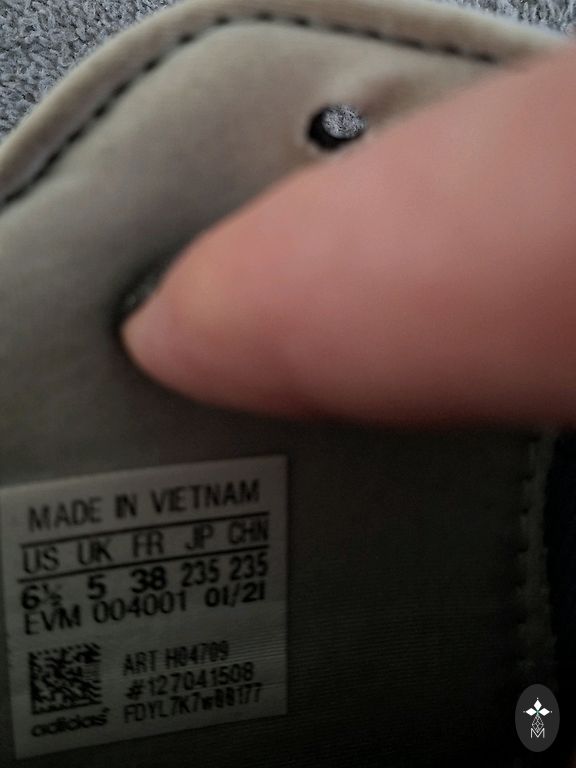 MADE IN VIETNAM
US UK FR JP CHN
6½ 5 38 235 235
EVM 004001 01/21
ART H04709
#127041508
FDYL7K7w88177
adidas
M